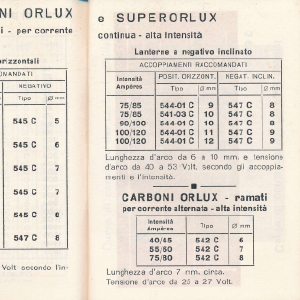 NI ORLUX
i - per corrente
orizzontali
MANDATI
NEGATIVO
Tipo Ø mm
545 C 5
545 C 6
545 C 7
545 C 7
545 C 6
547 C 8
Volt secondo l'in-
e SUPERORLUX
continua - alta intensità
Lanterne a negativo inclinato
ACCOPPIAMENTI RACCOMANDATI
Intensità Ampères POSIT. ORIZZONT. NEGAT. INCLIN.
Tipo Ø mm Tipo Ø mm
75/85 544-01 C 9 547 C 8
75/85 541-03 C 10 547 C 8
90/100 544-01 C 10 547 C 8
100/120 544-01 C 11 547 C 9
100/120 544-01 C 12 547 C 9
Lunghezza d'arco da 6 a 10 mm. e tensione
d'arco da 40 a 53 Volt. secondo gli accoppia-
menti e l'intensità.
CARBONI ORLUX - ramati
per corrente alternata - alta intensità
Intensità Ampères Tipo Ø mm
40/45 542 C 6
55/60 542 C 7
75/80 542 C 8
Lunghezza d'arco 7 mm. circa.
Tensione d'arco da 25 a 27 Volt.